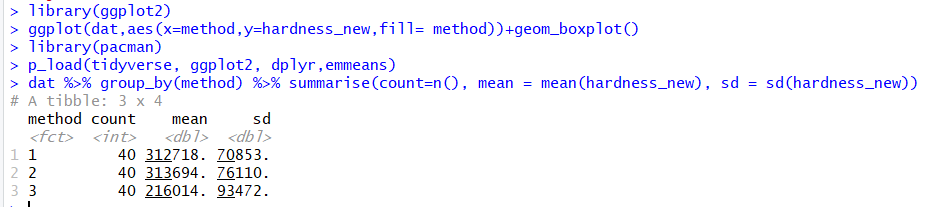 > library(ggplot2)
> ggplot(dat,aes(x=method,y=hardness_new,fill= method))+geom_boxplot()
> library(pacman)
> p_load(tidyverse, ggplot2, dplyr,emmeans)
> dat %>% group_by(method) %>% summarise(count=n(), mean = mean(hardness_new), sd = sd(hardness_new))
# A tibble: 3 x 4
  method count    mean     sd
  <fct>  <int>   <dbl>  <dbl>
1 1         40 312718. 70853.
2 2         40 313694. 76110.
3 3         40 216014. 93472.
>